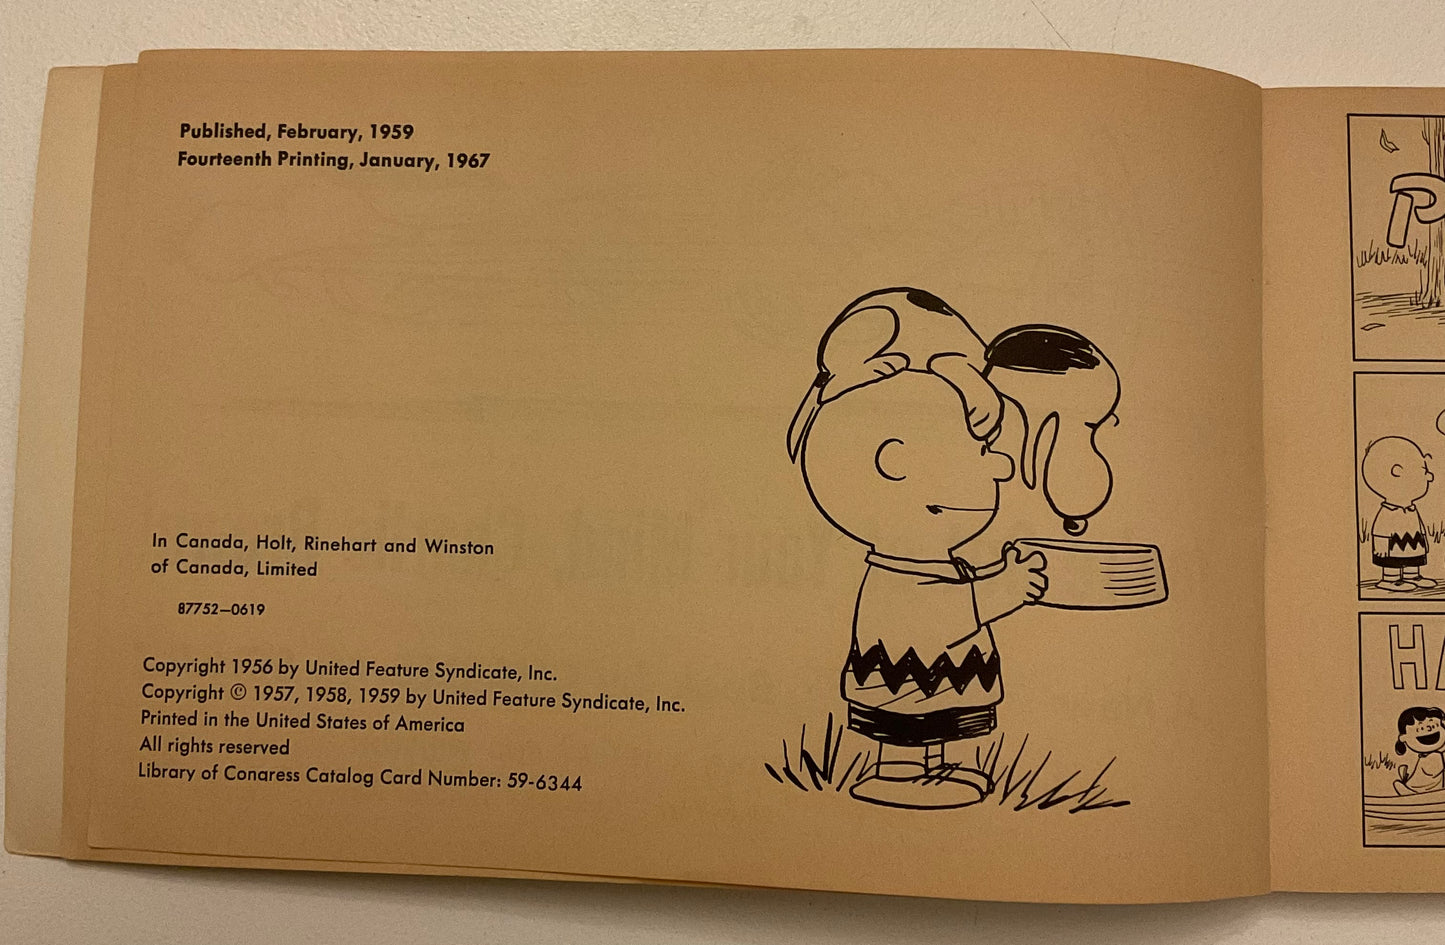 Published, February, 1959
Fourteenth Printing, January, 1967
In Canada, Holt, Rinehart and Winston
of Canada, Limited
87752—0619
Copyright 1956 by United Feature Syndicate, Inc.
Copyright © 1957, 1958, 1959 by United Feature Syndicate, Inc.
Printed in the United States of America
All rights reserved
Library of Congress Catalog Card Number: 59-6344
P
HA